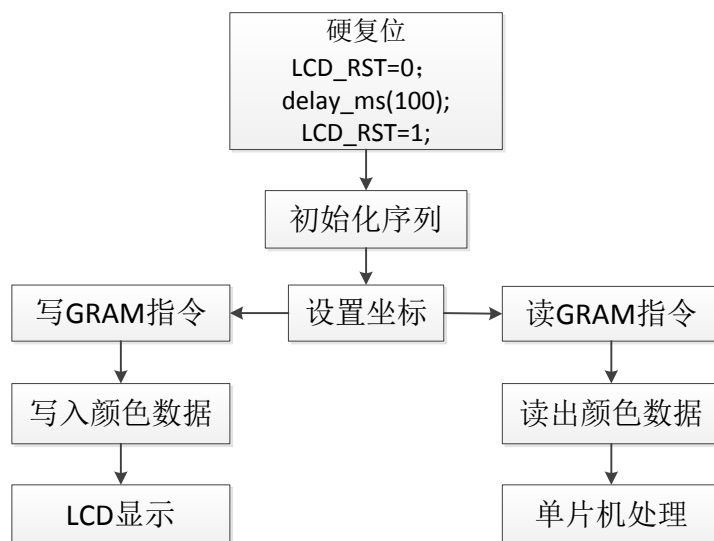 硬复位
LCD_RST=0；
delay_ms(100);
LCD_RST=1;
初始化序列
写GRAM指令
设置坐标
读GRAM指令
写入颜色数据
读出颜色数据
LCD显示
单片机处理